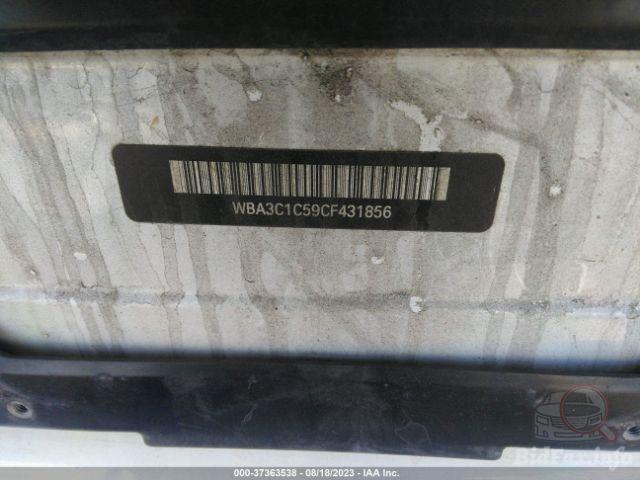 WBA3C1C59CF431856
BidFax.info
000-37363538 - 08/18/2023 - IAA Inc.